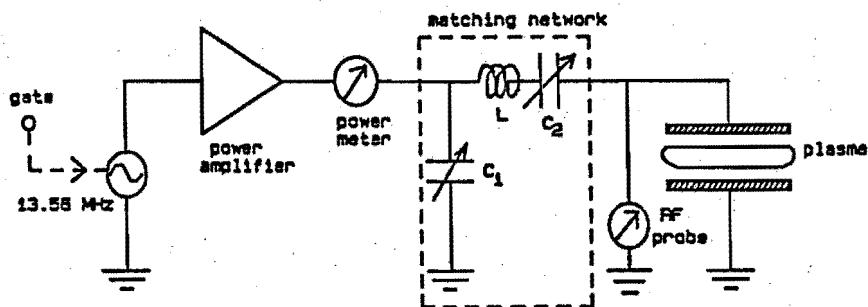 matching network
gate
power
amplifier
power
meter
L
C2
C1
plasma
13.56 MHz
RF
probe